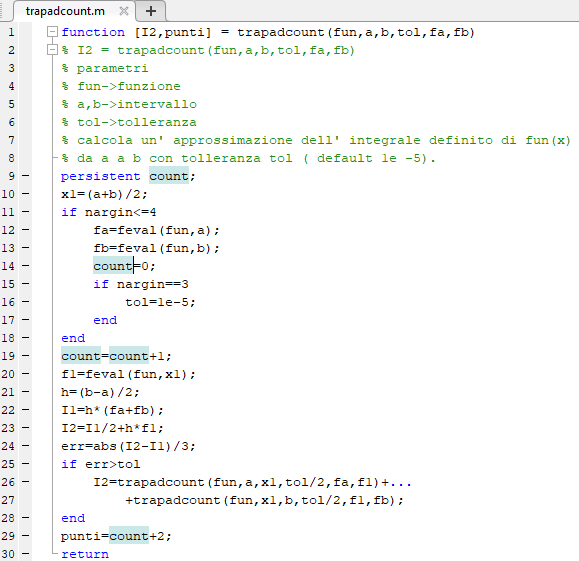 trapadcount.m
1 function [I2,punti] = trapadcount(fun,a,b,tol,fa,fb)
2 % I2 = trapadcount(fun,a,b,tol,fa,fb)
3 % parametri
4 % fun->funzione
5 % a,b->intervallo
6 % tol->tolleranza
7 % calcola un' approssimazione dell' integrale definito di fun(x)
8 % da a a b con tolleranza tol ( default 1e -5).
9 persistent count;
10 x1=(a+b)/2;
11 if nargin<=4
12 fa=feval(fun,a);
13 fb=feval(fun,b);
14 count=0;
15 if nargin==3
16 tol=1e-5;
17 end
18 end
19 count=count+1;
20 f1=feval(fun,x1);
21 h=(b-a)/2;
22 I1=h*(fa+fb);
23 I2=I1/2+h*f1;
24 err=abs(I2-I1)/3;
25 if err>tol
26 I2=trapadcount(fun,a,x1,tol/2,fa,f1)+...
27 +trapadcount(fun,x1,b,tol/2,f1,fb);
28 end
29 punti=count+2;
30 return